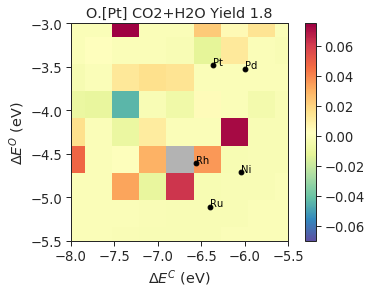 O.[Pt] CO2+H2O Yield 1.8
ΔE^O (eV)
−3.0
−3.5
−4.0
−4.5
−5.0
−5.5
Pt
Pd
Rh
Ni
Ru
−8.0 −7.5 −7.0 −6.5 −6.0 −5.5
ΔE^C (eV)
0.06
0.04
0.02
0.00
−0.02
−0.04
−0.06